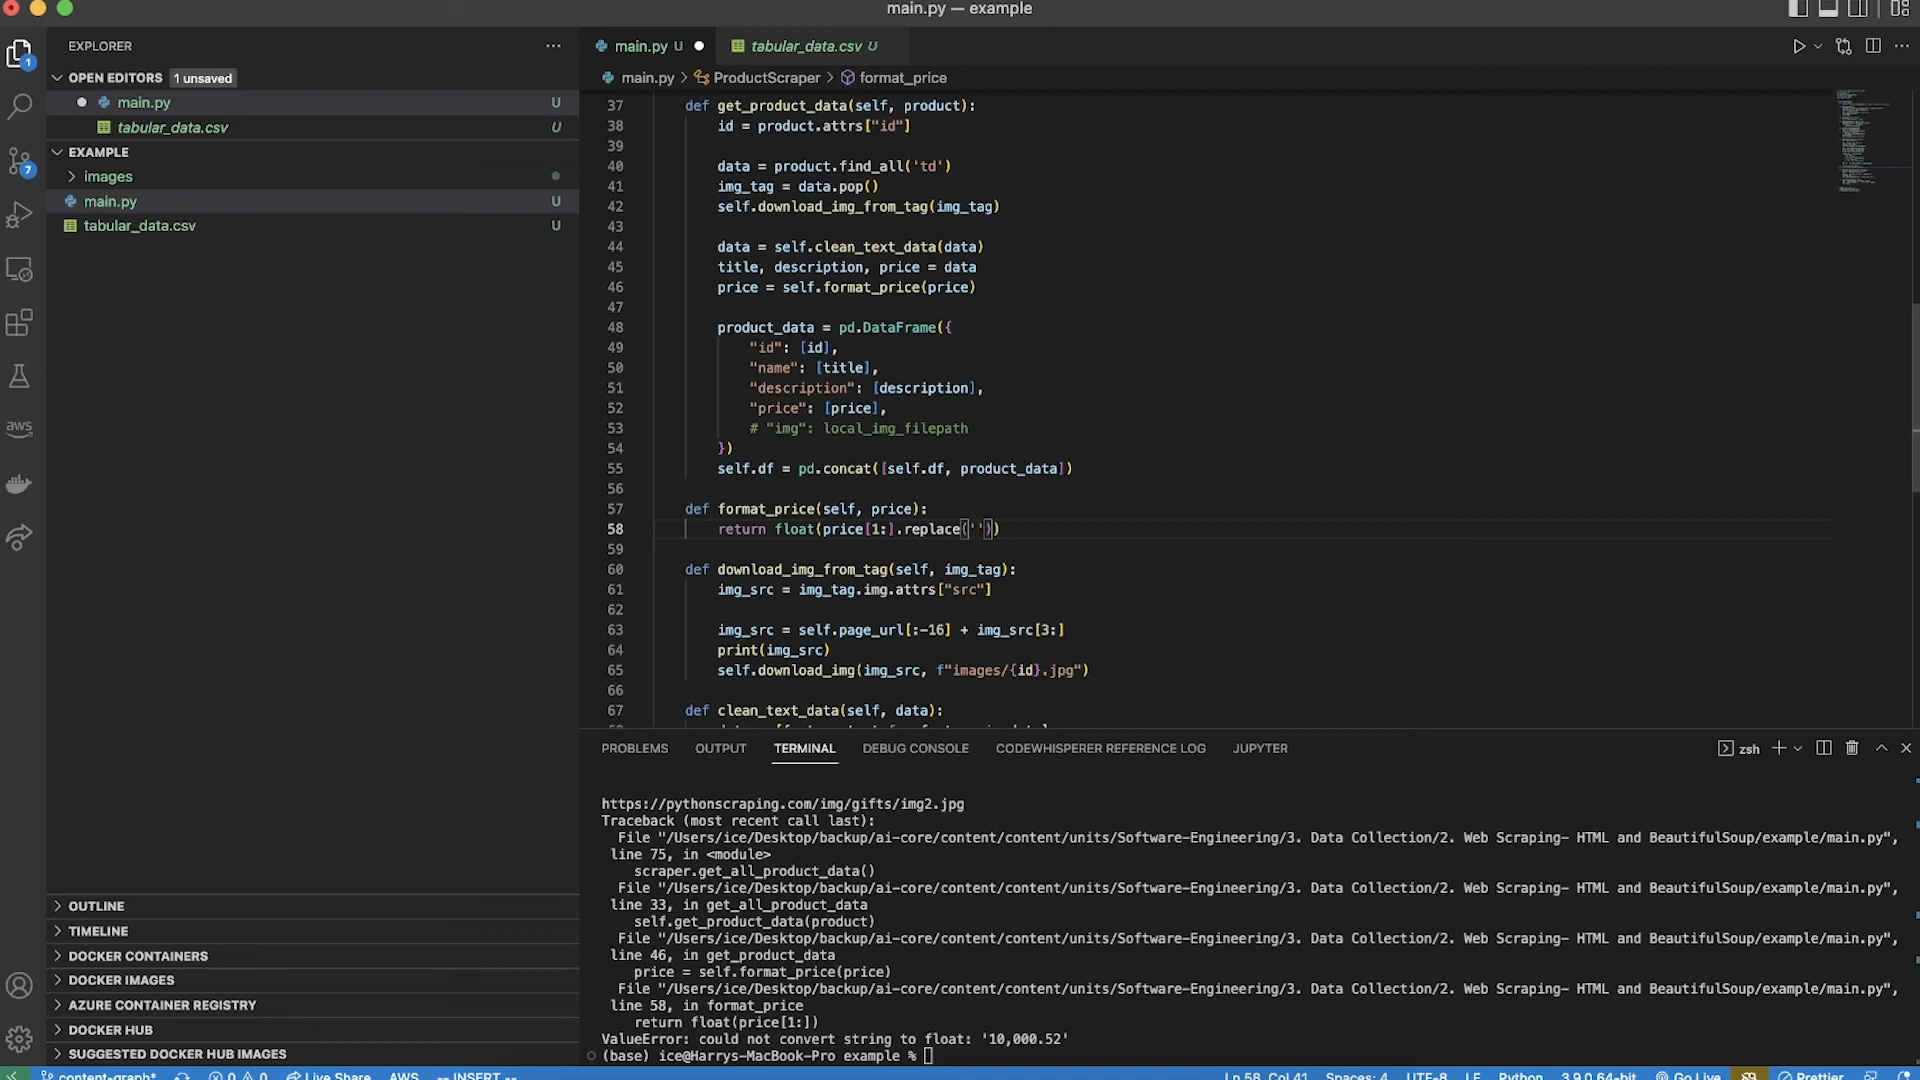 main.py — example
EXPLORER
OPEN EDITORS 1 unsaved
main.py U
tabular_data.csv U
EXAMPLE
images
main.py U
tabular_data.csv U
OUTLINE
TIMELINE
DOCKER CONTAINERS
DOCKER IMAGES
AZURE CONTAINER REGISTRY
DOCKER HUB
SUGGESTED DOCKER HUB IMAGES
1
7
aws
main.py U
tabular_data.csv U
main.py > ProductScraper > format_price
37 def get_product_data(self, product):
38 id = product.attrs["id"]
39
40 data = product.find_all('td')
41 img_tag = data.pop()
42 self.download_img_from_tag(img_tag)
43
44 data = self.clean_text_data(data)
45 title, description, price = data
46 price = self.format_price(price)
47
48 product_data = pd.DataFrame({
49 "id": [id],
50 "name": [title],
51 "description": [description],
52 "price": [price],
53 # "img": local_img_filepath
54 })
55 self.df = pd.concat([self.df, product_data])
56
57 def format_price(self, price):
58 return float(price[1:].replace(''))
59
60 def download_img_from_tag(self, img_tag):
61 img_src = img_tag.img.attrs["src"]
62
63 img_src = self.page_url[:-16] + img_src[3:]
64 print(img_src)
65 self.download_img(img_src, f"images/{id}.jpg")
66
67 def clean_text_data(self, data):
PROBLEMS OUTPUT TERMINAL DEBUG CONSOLE CODEWHISPERER REFERENCE LOG JUPYTER
zsh
https://pythonscraping.com/img/gifts/img2.jpg
Traceback (most recent call last):
File "/Users/ice/Desktop/backup/ai-core/content/content/units/Software-Engineering/3. Data Collection/2. Web Scraping- HTML and BeautifulSoup/example/main.py",
line 75, in <module>
scraper.get_all_product_data()
File "/Users/ice/Desktop/backup/ai-core/content/content/units/Software-Engineering/3. Data Collection/2. Web Scraping- HTML and BeautifulSoup/example/main.py",
line 33, in get_all_product_data
self.get_product_data(product)
File "/Users/ice/Desktop/backup/ai-core/content/content/units/Software-Engineering/3. Data Collection/2. Web Scraping- HTML and BeautifulSoup/example/main.py",
line 46, in get_product_data
price = self.format_price(price)
File "/Users/ice/Desktop/backup/ai-core/content/content/units/Software-Engineering/3. Data Collection/2. Web Scraping- HTML and BeautifulSoup/example/main.py",
line 58, in format_price
return float(price[1:])
ValueError: could not convert string to float: '10,000.52'
(base) ice@Harrys-MacBook-Pro example %
content-graph* 0 0 Live Share AWS -- INSERT -- Ln 58, Col 41 Spaces: 4 UTF-8 LF Python 3.9.0 64-bit Go Live Prettier